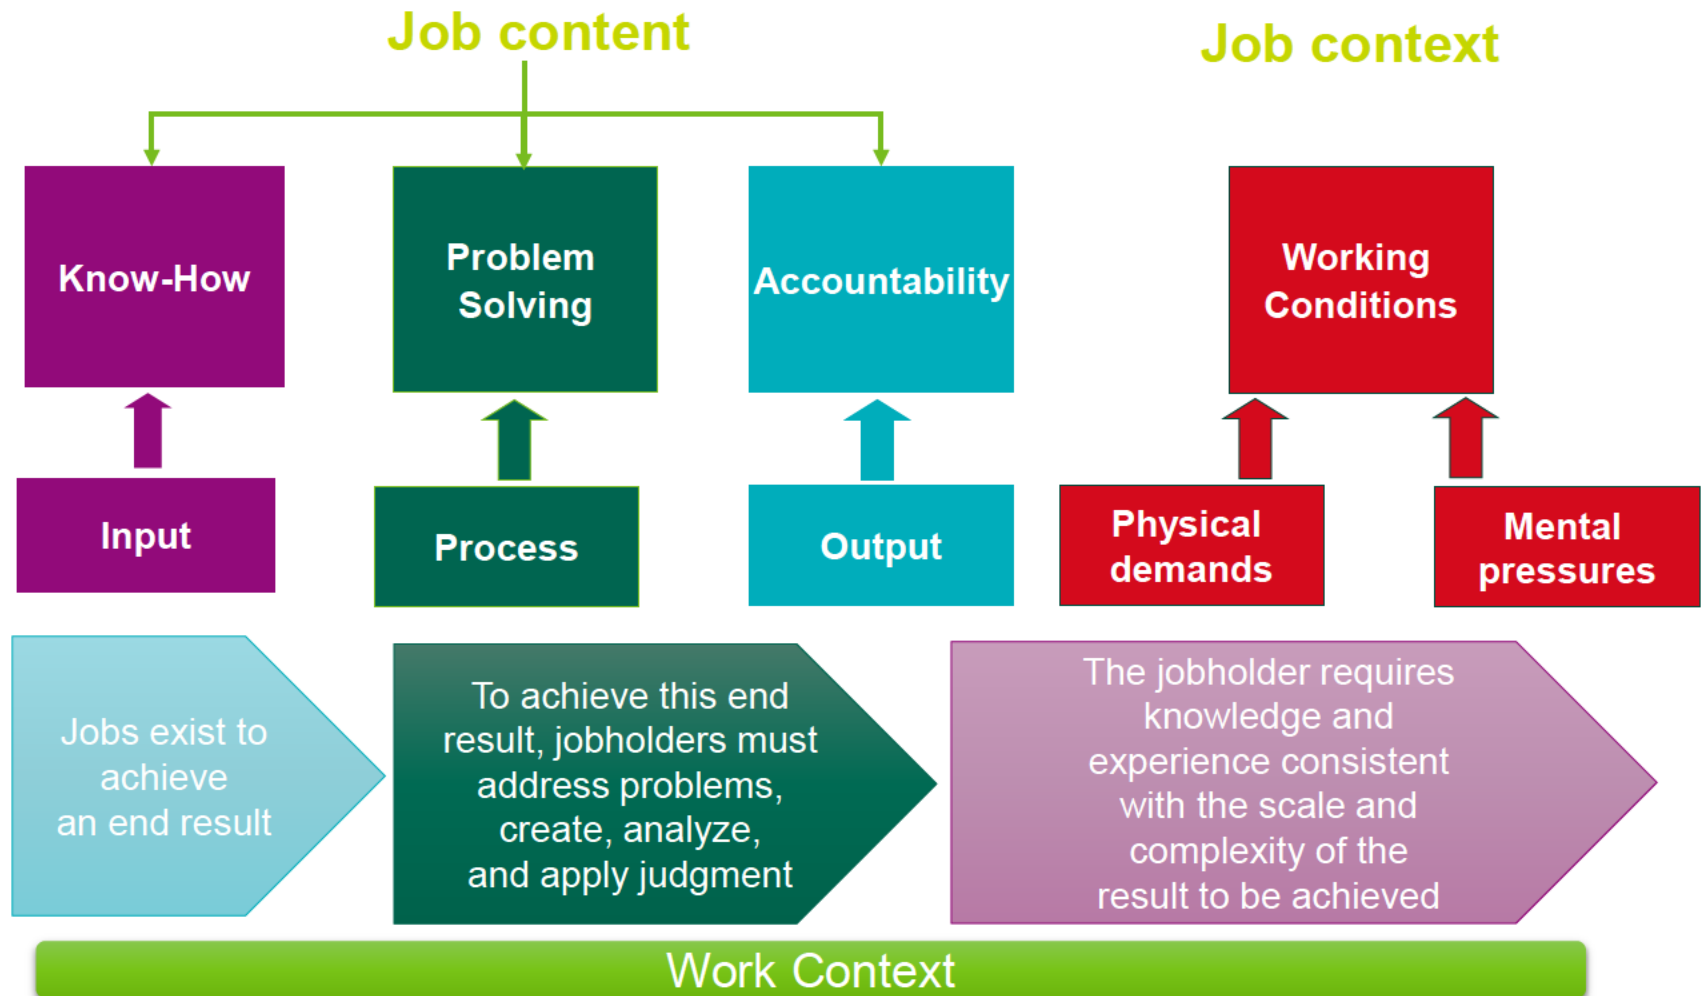 Job content
Job context
Know-How
Problem
Solving
Accountability
Working
Conditions
Input
Process
Output
Physical
demands
Mental
pressures
Jobs exist to
achieve
an end result
To achieve this end
result, jobholders must
address problems,
create, analyze,
and apply judgment
The jobholder requires
knowledge and
experience consistent
with the scale and
complexity of the
result to be achieved
Work Context